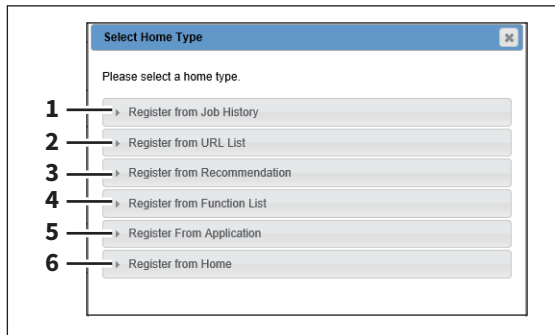 Select Home Type
Please select a home type.
1 Register from Job History
2 Register from URL List
3 Register from Recommendation
4 Register from Function List
5 Register From Application
6 Register from Home